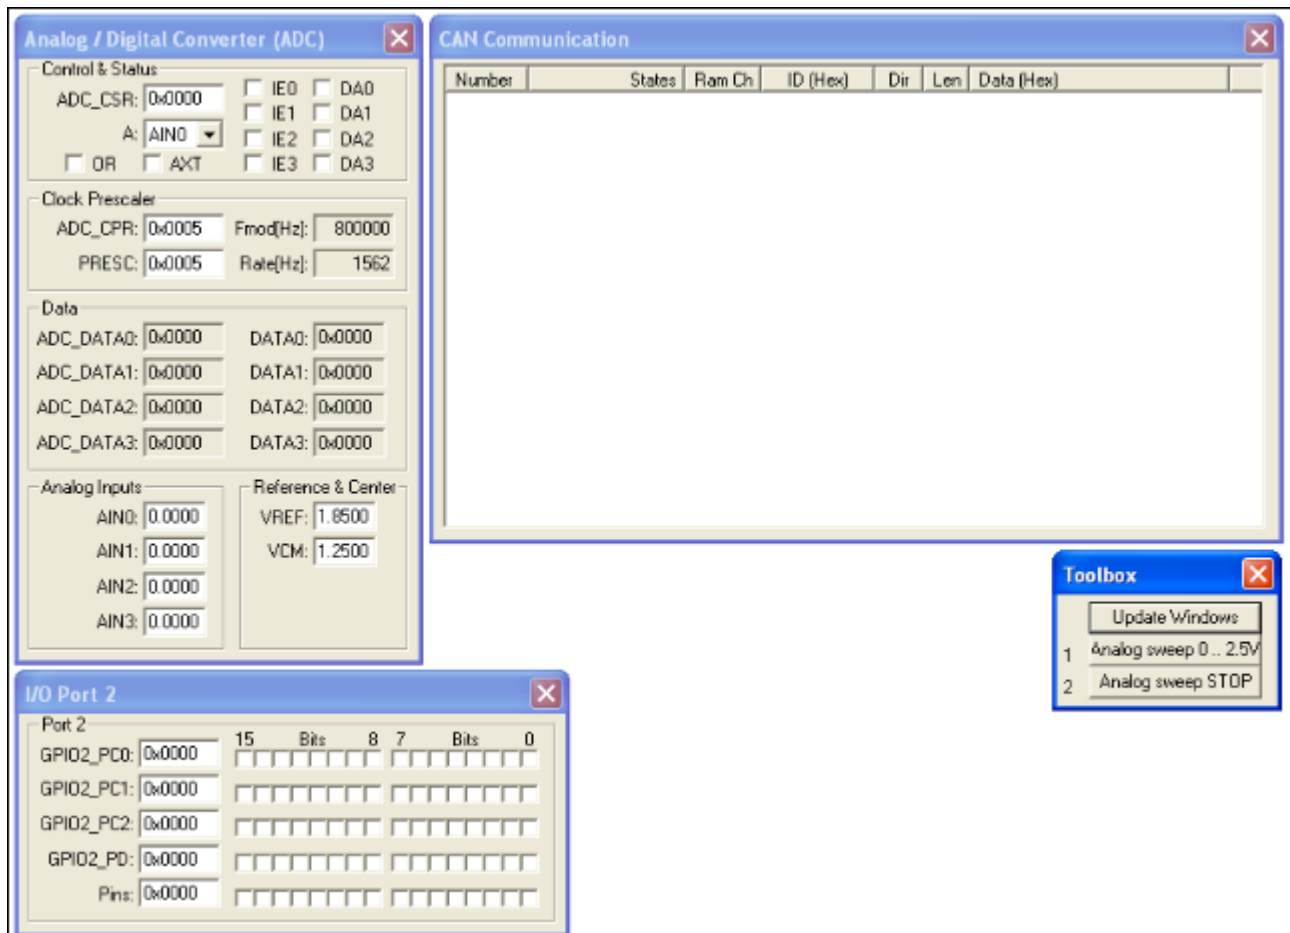 Analog / Digital Converter (ADC)
Control & Status
ADC_CSR: 0x0000 IE0 DA0
IE1 DA1
A: AIN0 IE2 DA2
OR AXT IE3 DA3
Clock Prescaler
ADC_CPR: 0x0005 Fmod[Hz]: 800000
PRESC: 0x0005 Rate[Hz]: 1562
Data
ADC_DATA0: 0x0000 DATA0: 0x0000
ADC_DATA1: 0x0000 DATA1: 0x0000
ADC_DATA2: 0x0000 DATA2: 0x0000
ADC_DATA3: 0x0000 DATA3: 0x0000
Analog Inputs Reference & Center
AIN0: 0.0000 VREF: 1.8500
AIN1: 0.0000 VCM: 1.2500
AIN2: 0.0000
AIN3: 0.0000
CAN Communication
Number States Ram Ch ID (Hex) Dir Len Data (Hex)
Toolbox
Update Windows
1 Analog sweep 0 .. 2.5V
2 Analog sweep STOP
I/O Port 2
Port 2
15 Bits 8 7 Bits 0
GPIO2_PC0: 0x0000
GPIO2_PC1: 0x0000
GPIO2_PC2: 0x0000
GPIO2_PD: 0x0000
Pins: 0x0000